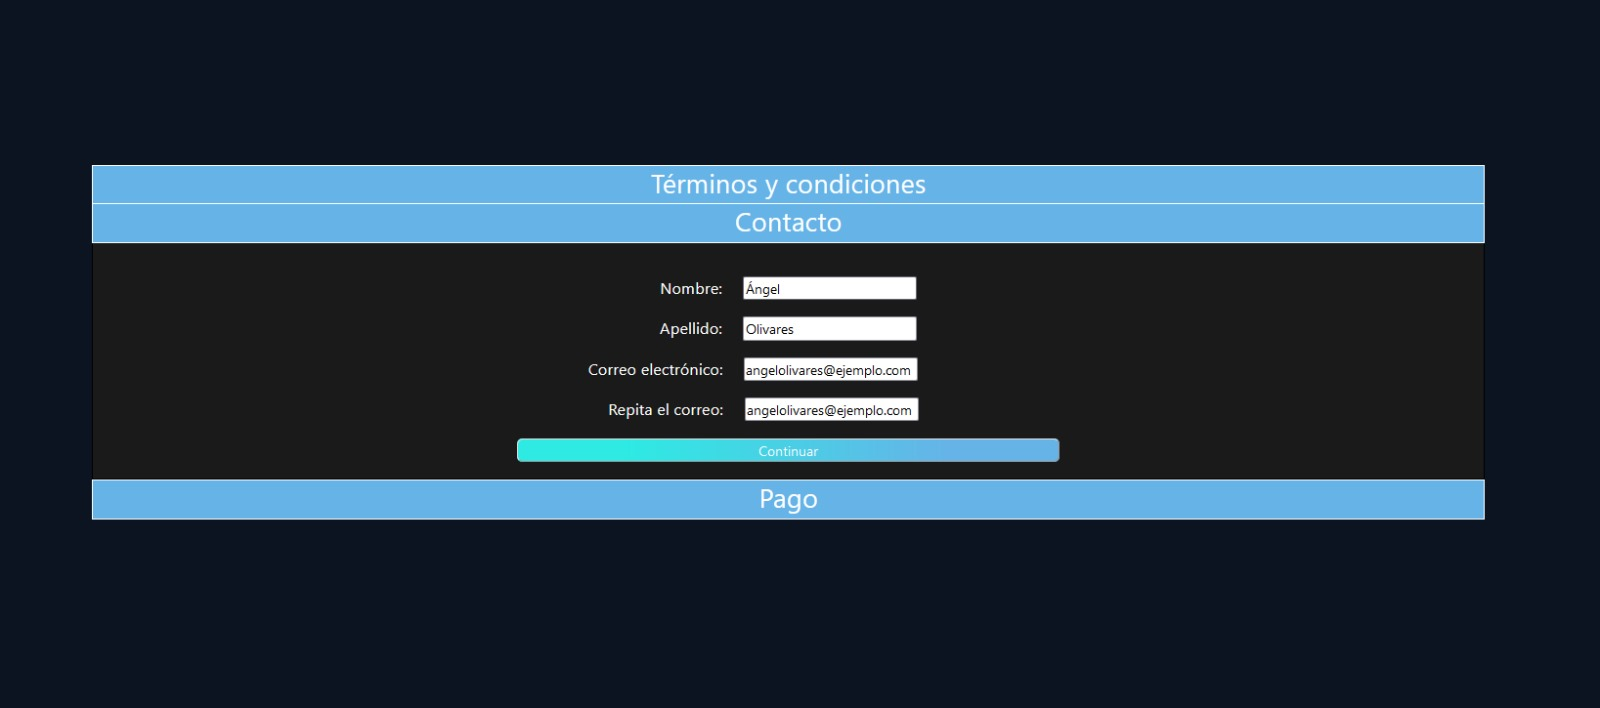 Términos y condiciones
Contacto
Nombre: Ángel
Apellido: Olivares
Correo electrónico: angelolivares@ejemplo.com
Repita el correo: angelolivares@ejemplo.com
Continuar
Pago